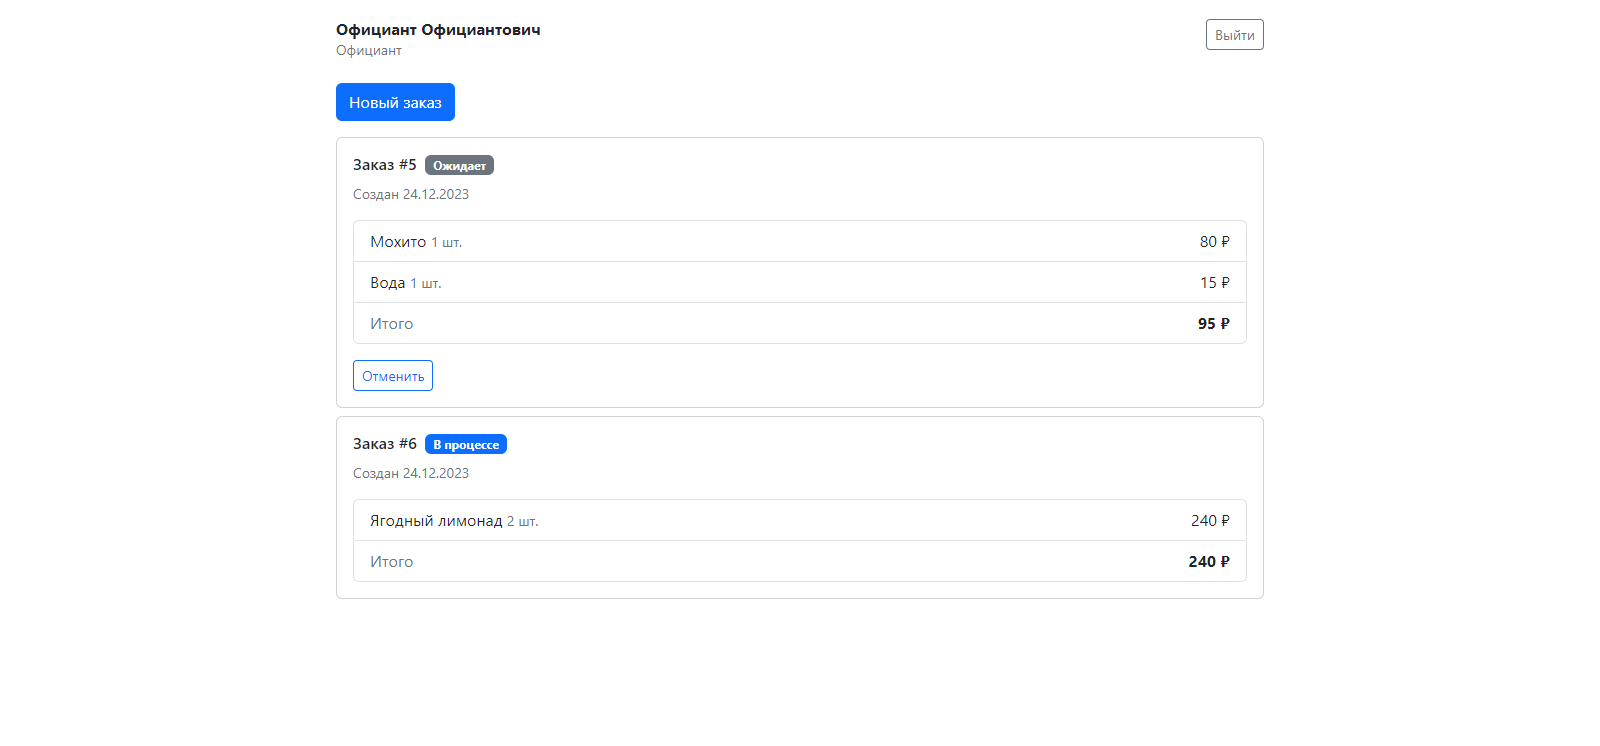 Официант Официантович
Официант
Выйти
Новый заказ
Заказ #5 Ожидает
Создан 24.12.2023
Мохито 1 шт. 80 ₽
Вода 1 шт. 15 ₽
Итого 95 ₽
Отменить
Заказ #6 В процессе
Создан 24.12.2023
Ягодный лимонад 2 шт. 240 ₽
Итого 240 ₽